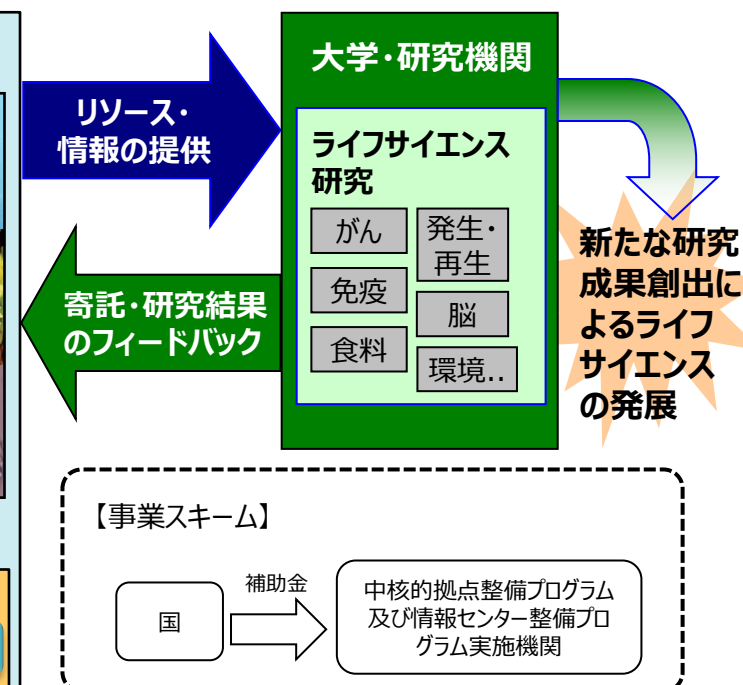 大学・研究機関
リソース・
情報の提供
ライフサイエンス
研究
がん
発生・
再生
免疫
脳
食料
環境..
寄託・研究結果
のフィードバック
新たな研究
成果創出に
よるライフ
サイエンス
の発展
【事業スキーム】
国
補助金
中核的拠点整備プログラム
及び情報センター整備プロ
グラム実施機関